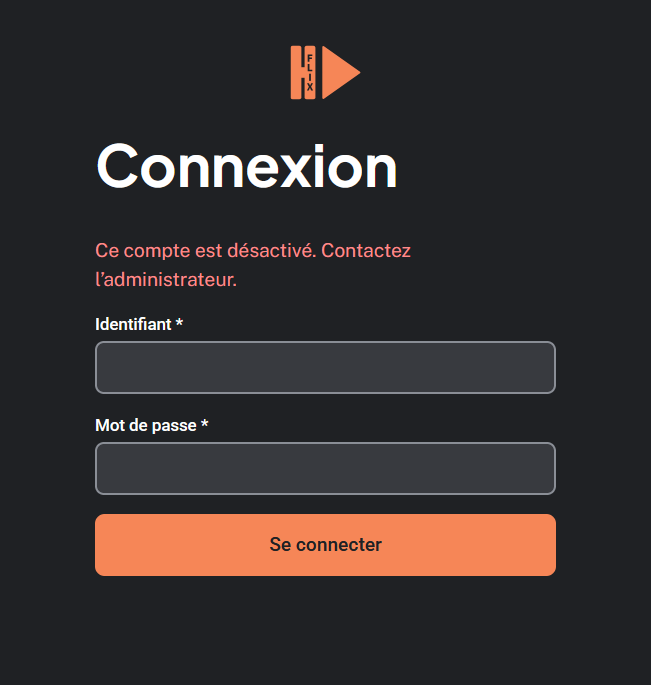 FLIX
Connexion
Ce compte est désactivé. Contactez
l’administrateur.
Identifiant *
Mot de passe *
Se connecter